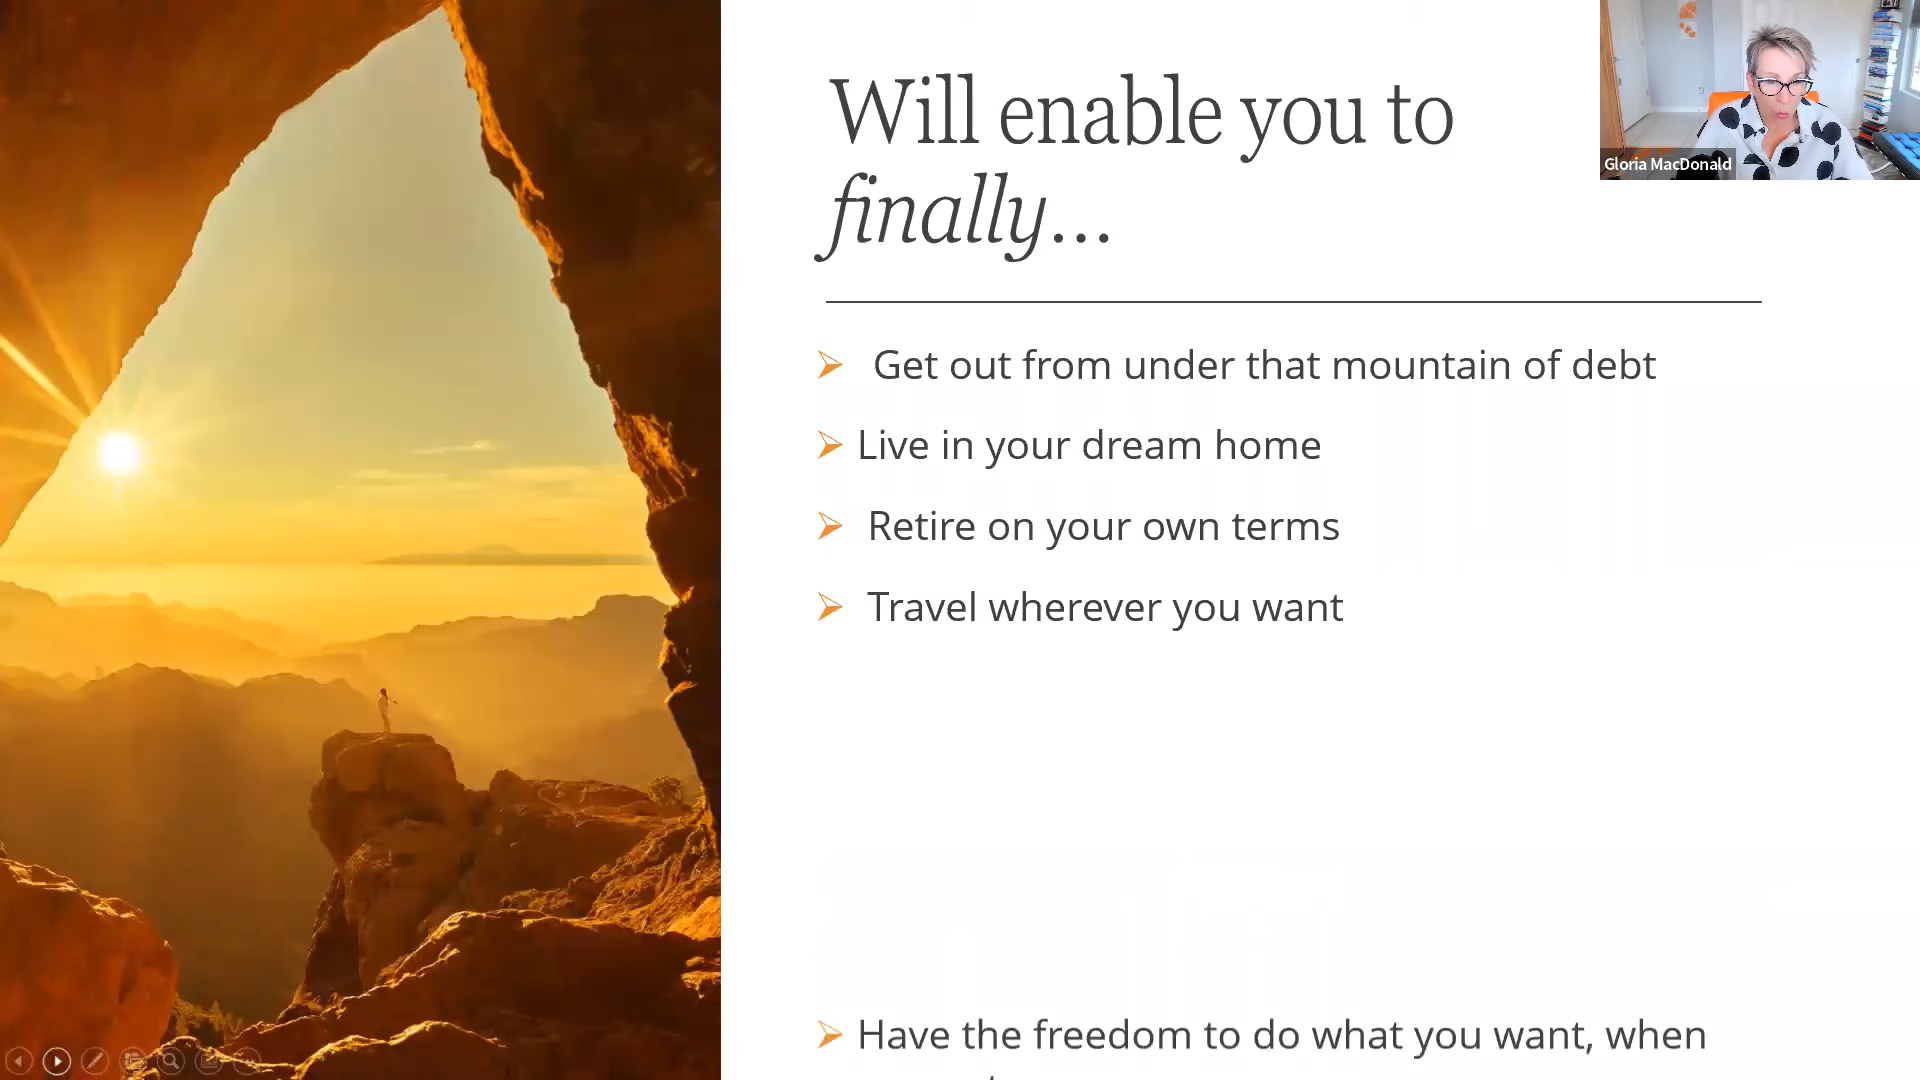 Will enable you to
finally...
Gloria MacDonald
Get out from under that mountain of debt
Live in your dream home
Retire on your own terms
Travel wherever you want
Have the freedom to do what you want, when